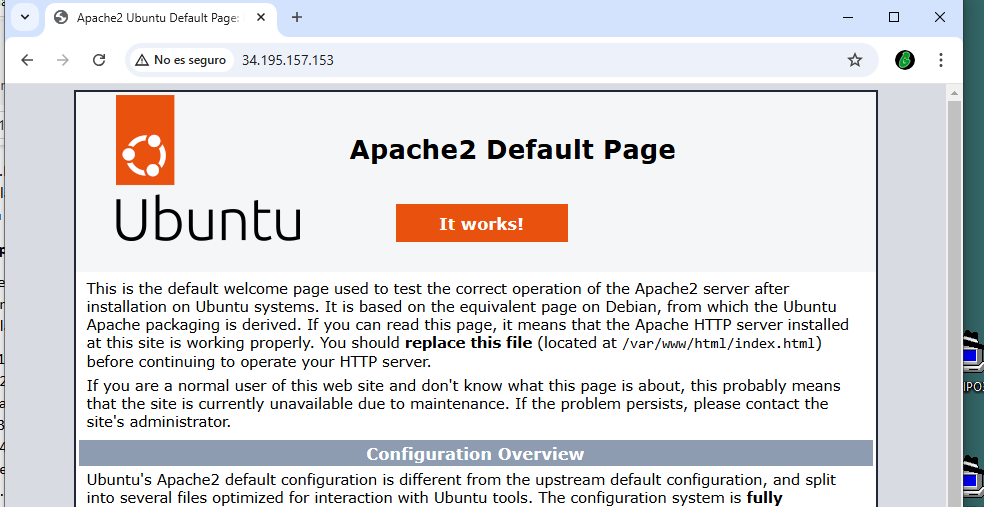 Apache2 Ubuntu Default Page:
No es seguro 34.195.157.153
Ubuntu
Apache2 Default Page
It works!
This is the default welcome page used to test the correct operation of the Apache2 server after
installation on Ubuntu systems. It is based on the equivalent page on Debian, from which the Ubuntu
Apache packaging is derived. If you can read this page, it means that the Apache HTTP server installed
at this site is working properly. You should replace this file (located at /var/www/html/index.html)
before continuing to operate your HTTP server.
If you are a normal user of this web site and don't know what this page is about, this probably means
that the site is currently unavailable due to maintenance. If the problem persists, please contact the
site's administrator.
Configuration Overview
Ubuntu's Apache2 default configuration is different from the upstream default configuration, and split
into several files optimized for interaction with Ubuntu tools. The configuration system is fully